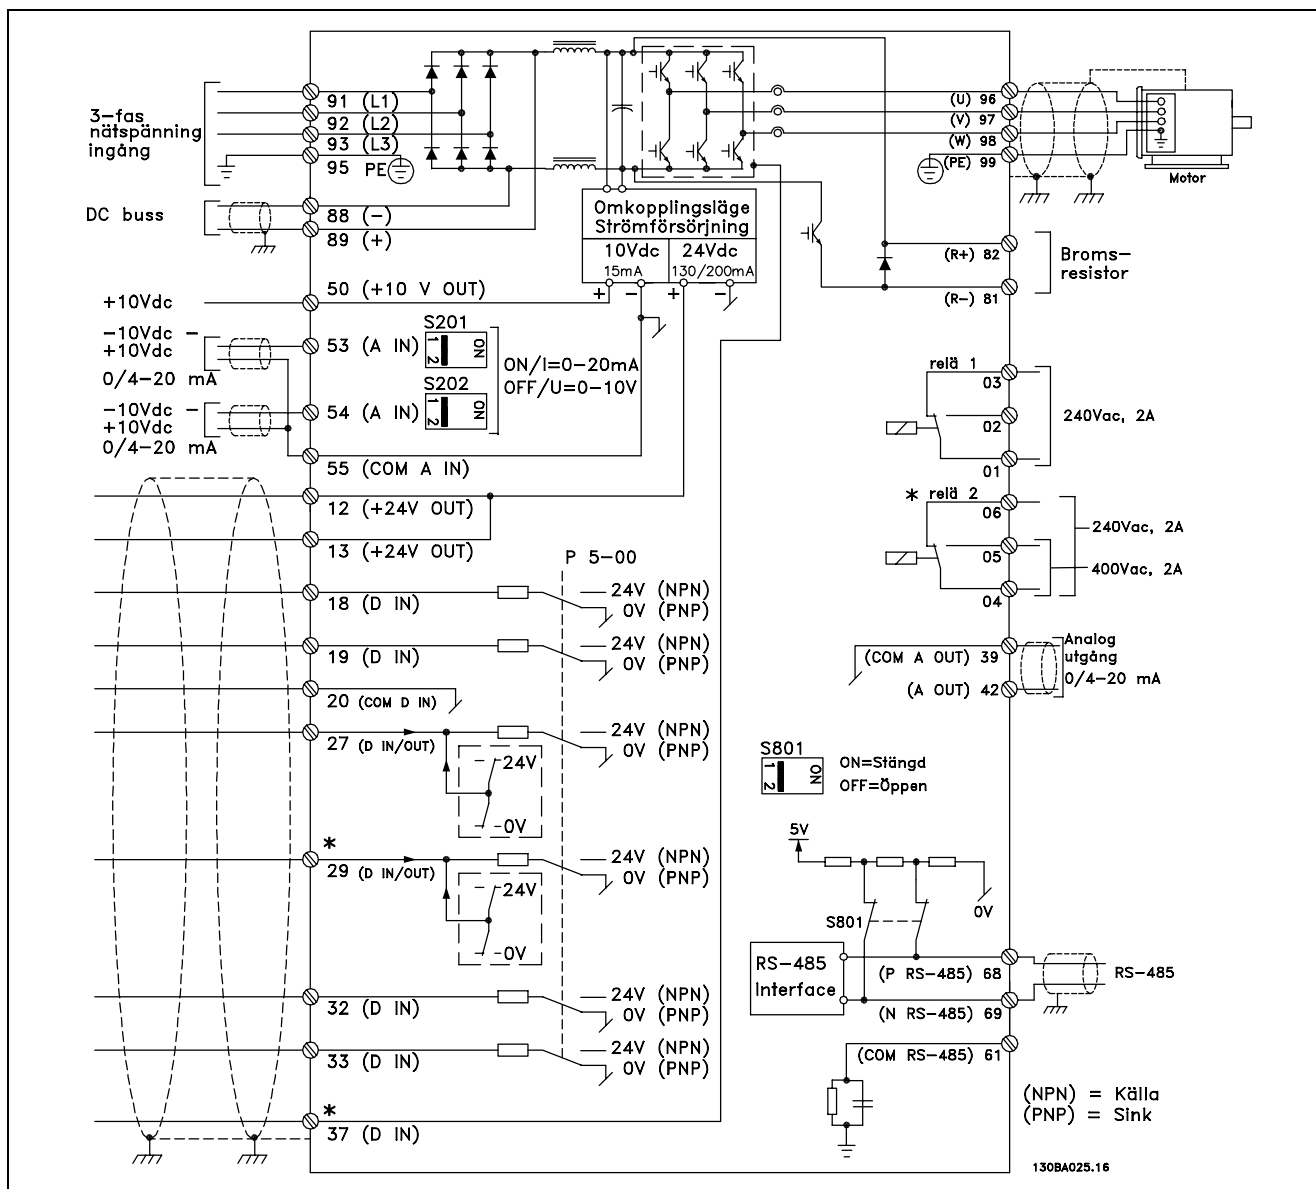 3-fas
nätspänning
ingång
91 (L1)
92 (L2)
93 (L3)
95 PE
DC buss
88 (-)
89 (+)
+10Vdc
50 (+10 V OUT)
-10Vdc -
+10Vdc
0/4-20 mA
53 (A IN)
S201
1 2
ON
ON/I=0-20mA
OFF/U=0-10V
-10Vdc -
+10Vdc
0/4-20 mA
54 (A IN)
S202
1 2
ON
55 (COM A IN)
12 (+24V OUT)
13 (+24V OUT)
P 5-00
18 (D IN)
24V (NPN)
0V (PNP)
19 (D IN)
24V (NPN)
0V (PNP)
20 (COM D IN)
27 (D IN/OUT)
24V (NPN)
0V (PNP)
24V
0V
*
29 (D IN/OUT)
24V (NPN)
0V (PNP)
24V
0V
32 (D IN)
24V (NPN)
0V (PNP)
33 (D IN)
24V (NPN)
0V (PNP)
*
37 (D IN)
Omkopplingsläge
Strömförsörjning
10Vdc
15mA
24Vdc
130/200mA
+ - + -
(U) 96
(V) 97
(W) 98
(PE) 99
Motor
(R+) 82
(R-) 81
Broms-
resistor
relä 1
03
02
01
240Vac, 2A
* relä 2
06
05
04
240Vac, 2A
400Vac, 2A
(COM A OUT) 39
(A OUT) 42
Analog
utgång
0/4-20 mA
S801
1 2
ON
ON=Stängd
OFF=Öppen
5V
0V
S801
RS-485
Interface
(P RS-485) 68
(N RS-485) 69
RS-485
(COM RS-485) 61
(NPN) = Källa
(PNP) = Sink
130BA025.16